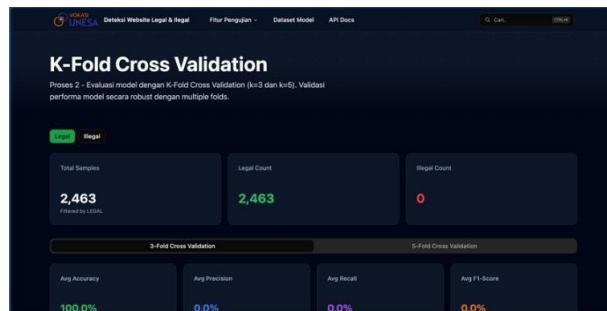 VOKASI
UNESA
Deteksi Website Legal & Ilegal
Fitur Pengujian
Dataset Model
API Docs
Cari..
K-Fold Cross Validation
Proses 2 - Evaluasi model dengan K-Fold Cross Validation (k=3 dan k=5). Validasi
performa model secara robust dengan multiple folds.
Legal
Illegal
Total Samples
Legal Count
Illegal Count
2,463
2,463
0
Filtered by LEGAL
3-Fold Cross Validation
5-Fold Cross Validation
Avg Accuracy
Avg Precision
Avg Recall
Avg F1-Score
100.0%
0.0%
0.0%
0.0%